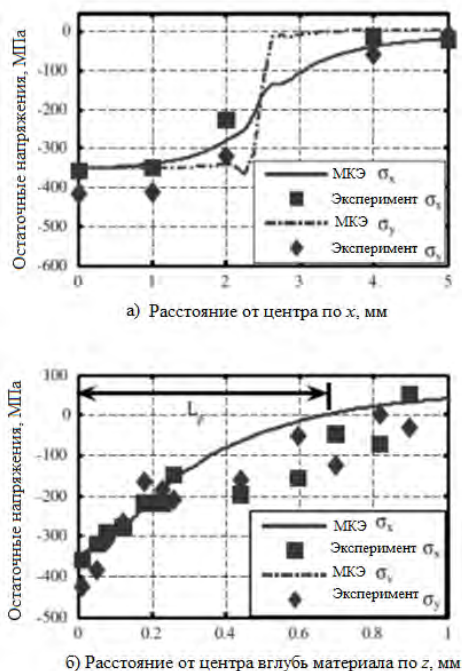 Остаточные напряжения, МПа
0
-100
-200
-300
-400
-500
-600
МКЭ σx
Эксперимент σx
МКЭ σy
Эксперимент σy
0 1 2 3 4 5
а) Расстояние от центра по x, мм
Остаточные напряжения, МПа
100
0
-100
-200
-300
-400
-500
МКЭ σx
Эксперимент σx
МКЭ σy
Эксперимент σy
0 0.2 0.4 0.6 0.8 1
б) Расстояние от центра вглубь материала по z, мм